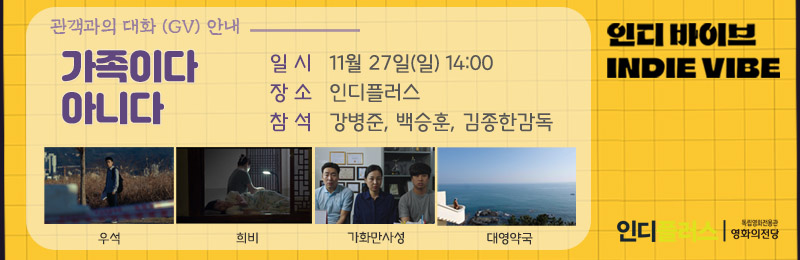 관객과의 대화 (GV) 안내
가족이다
아니다
일 시 11월 27일(일) 14:00
장 소 인디플러스
참 석 강병준, 백승훈, 김종한감독
우석
희비
가화만사성
대영약국
인디 바이브
INDIE VIBE
인디플러스
독립영화전용관
영화의전당